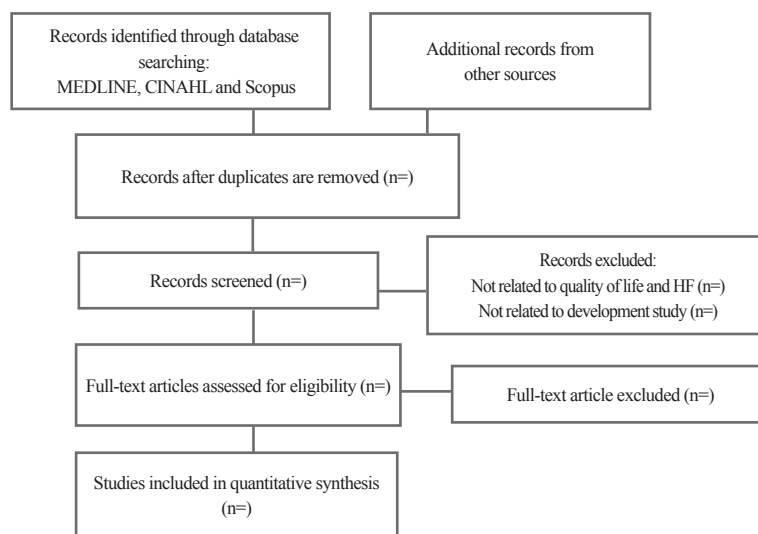 Records identified through database
searching:
MEDLINE, CINAHL and Scopus
Additional records from
other sources
Records after duplicates are removed (n=)
Records screened (n=)
Records excluded:
Not related to quality of life and HF (n=)
Not related to development study (n=)
Full-text articles assessed for eligibility (n=)
Full-text article excluded (n=)
Studies included in quantitative synthesis
(n=)